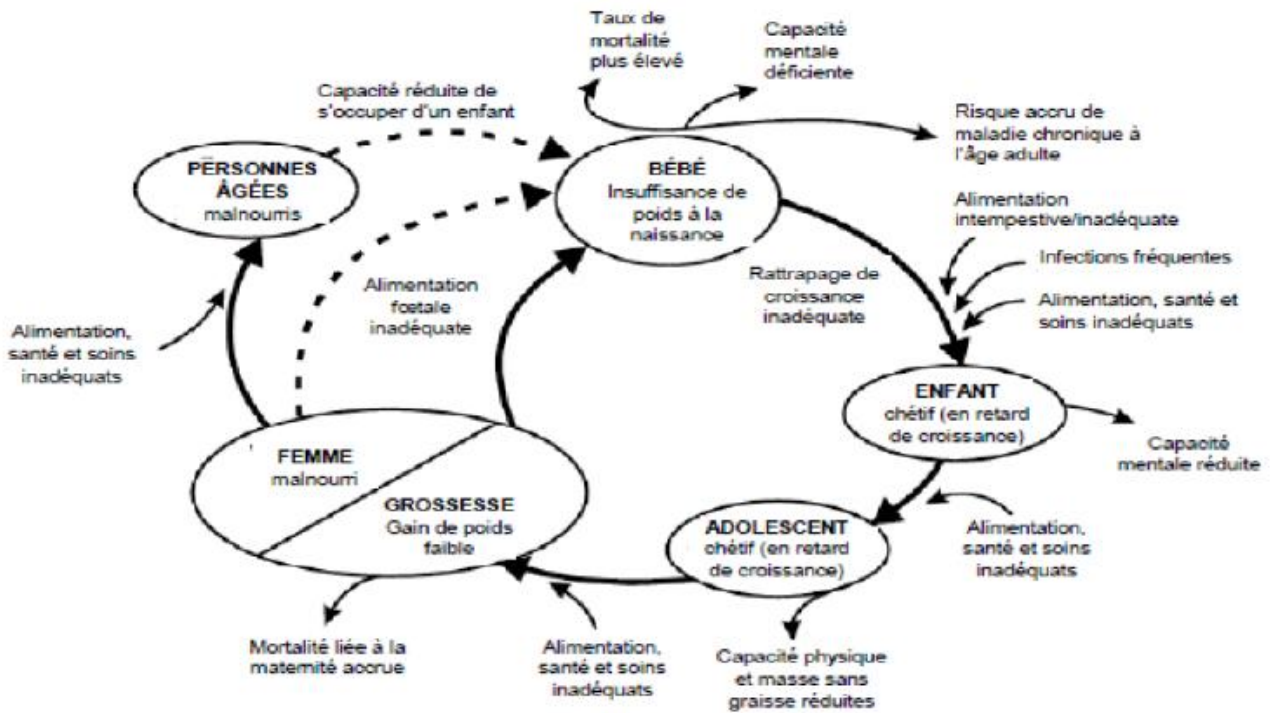 Taux de
mortalité
plus élevé
Capacité
mentale
déficiente
Capacité réduite de
s'occuper d'un enfant
Risque accru de
maladie chronique à
l'âge adulte
PERSONNES
ÂGÉES
malnourris
BÉBÉ
Insuffisance de
poids à la
naissance
Alimentation
intempestive/inadéquate
Infections fréquentes
Rattrapage de
croissance
inadéquate
Alimentation, santé et
soins inadéquats
Alimentation
fœtale
inadéquate
Alimentation,
santé et soins
inadéquats
ENFANT
chétif (en retard
de croissance)
Capacité
mentale réduite
FEMME
malnourri
GROSSESSE
Gain de poids
faible
ADOLESCENT
chétif (en retard
de croissance)
Alimentation,
santé et soins
inadéquats
Mortalité liée à la
maternité accrue
Alimentation,
santé et soins
inadéquats
Capacité physique
et masse sans
graisse réduites